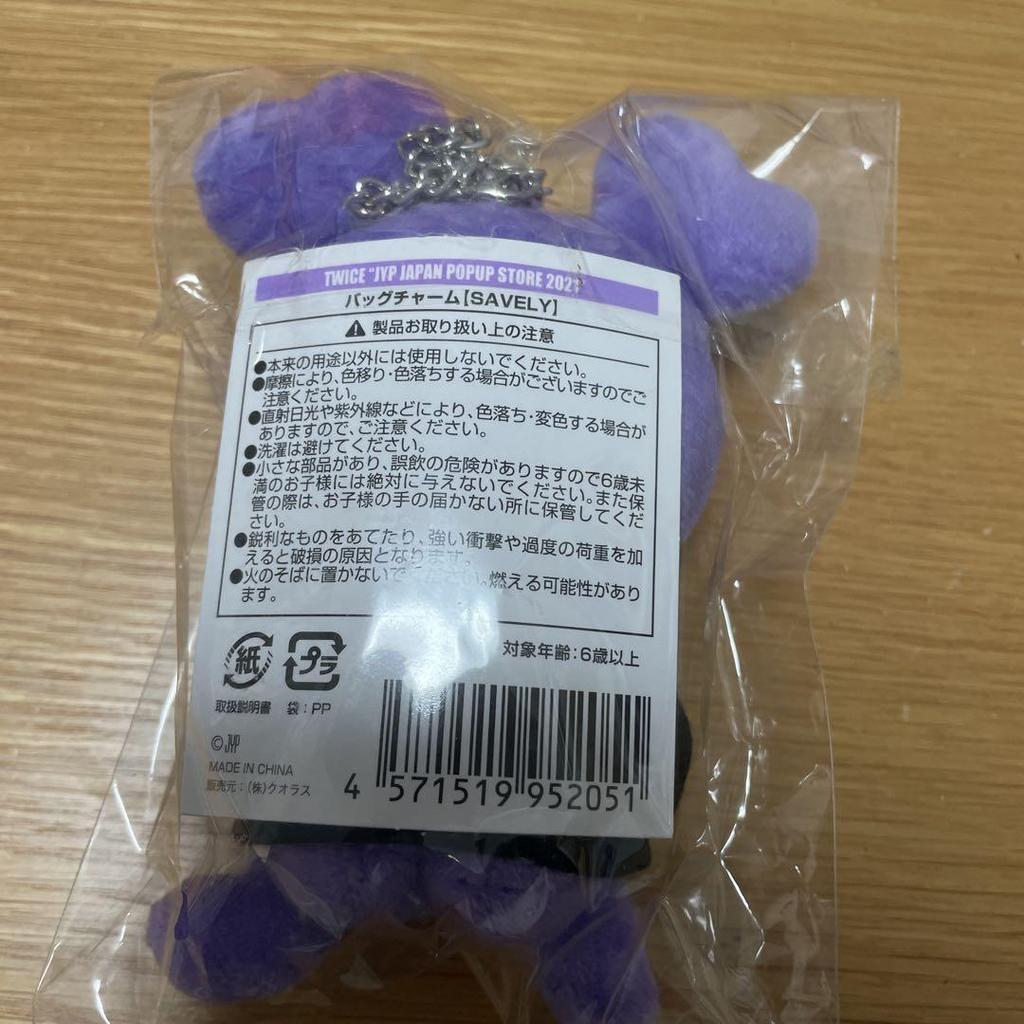 TWICE "JYP JAPAN POPUP STORE 202
バッグチャーム【SAVELY】
製品お取り扱い上の注意
●本来の用途以外には使用しないでください。
●摩擦により、色移り・色落ちする場合がございますのでご
注意ください。
●直射日光や紫外線などにより、色落ち・変色する場合が
ありますので、ご注意ください。
●洗濯は避けてください。
●小さな部品があり、誤飲の危険がありますので6歳未
満のお子様には絶対に与えないでください。また保
管の際は、お子様の手の届かない所に保管してくだ
さい。
●鋭利なものをあてたり、強い衝撃や過度の荷重を加
えると破損の原因となります。
●火のそばに置かないでください。燃える可能性があり
ます。
対象年齢:6歳以上
紙 プラ
取扱説明書 袋:PP
©JYP
MADE IN CHINA
販売元:(株)クオラス
4 571519 952051